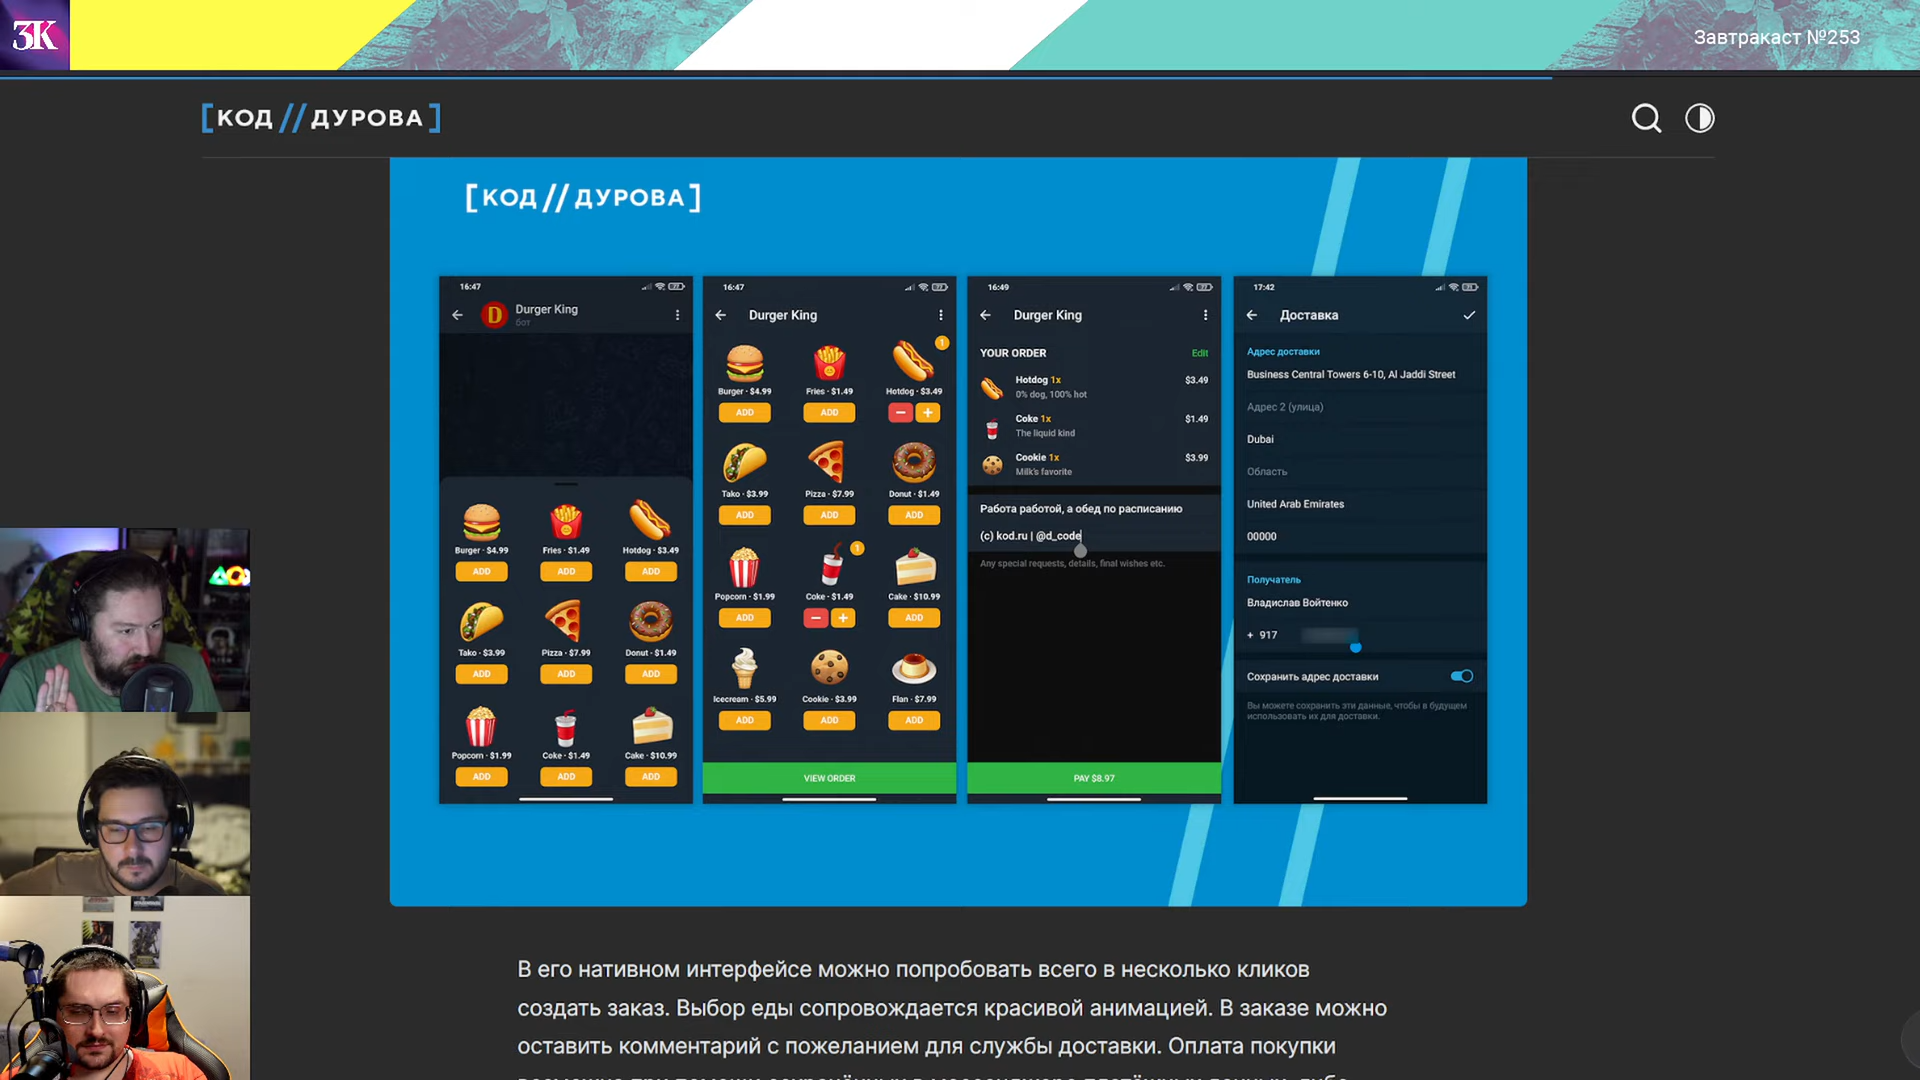 ЗК
Завтракаст №253
[КОД//ДУРОВА]
[КОД//ДУРОВА]
16:47
Durger King
бот
Burger · $4.99
Fries · $1.49
Hotdog · $3.49
ADD
ADD
ADD
Tako · $3.99
Pizza · $7.99
Donut · $1.49
ADD
ADD
ADD
Popcorn · $1.99
Coke · $1.49
Cake · $10.99
ADD
ADD
ADD
16:47
Durger King
1
Burger · $4.99
Fries · $1.49
Hotdog · $3.49
ADD
ADD
− +
Tako · $3.99
Pizza · $7.99
Donut · $1.49
ADD
ADD
ADD
1
Popcorn · $1.99
Coke · $1.49
Cake · $10.99
ADD
− +
ADD
Icecream · $5.99
Cookie · $3.99
Flan · $7.99
ADD
ADD
ADD
VIEW ORDER
16:49
Durger King
YOUR ORDER
Edit
Hotdog 1x $3.49
0% dog, 100% hot
Coke 1x $1.49
The liquid kind
Cookie 1x $3.99
Milk's favorite
Работа работой, а обед по расписанию
(c) kod.ru | @d_code
Any special requests, details, final wishes etc.
PAY $8.97
17:42
Доставка
Адрес доставки
Business Central Towers 6-10, Al Jaddi Street
Адрес 2 (улица)
Dubai
Область
United Arab Emirates
00000
Получатель
Владислав Войтенко
+ 917
Сохранить адрес доставки
Вы можете сохранить эти данные, чтобы в будущем
использовать их для доставки.
В его нативном интерфейсе можно попробовать всего в несколько кликов
создать заказ. Выбор еды сопровождается красивой анимацией. В заказе можно
оставить комментарий с пожеланием для службы доставки. Оплата покупки